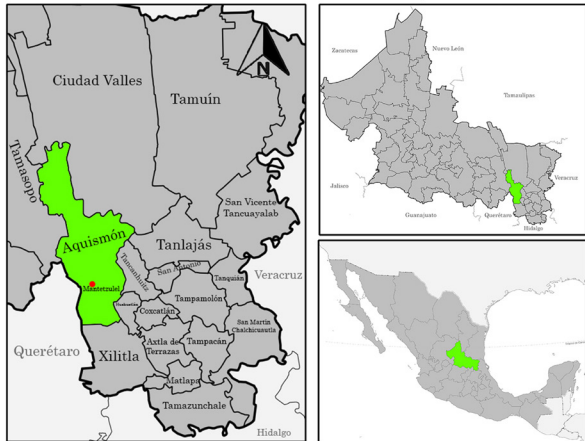 N
Ciudad Valles
Tamuín
Tamasopo
San Vicente
Tancuayalab
Aquismón
Tanlajás
Tancanhuitz
San Antonio
Tanquián
Veracruz
Mantetzulel
Huehuetlán
Tampamolón
Coxcatlán
San Martín
Chalchicuautla
Querétaro
Xilitla
Axtla de
Terrazas
Tampacán
Matlapa
Tamazunchale
Hidalgo
Zacatecas
Nuevo León
Tamaulipas
Jalisco
Veracruz
Guanajuato
Querétaro
Hidalgo